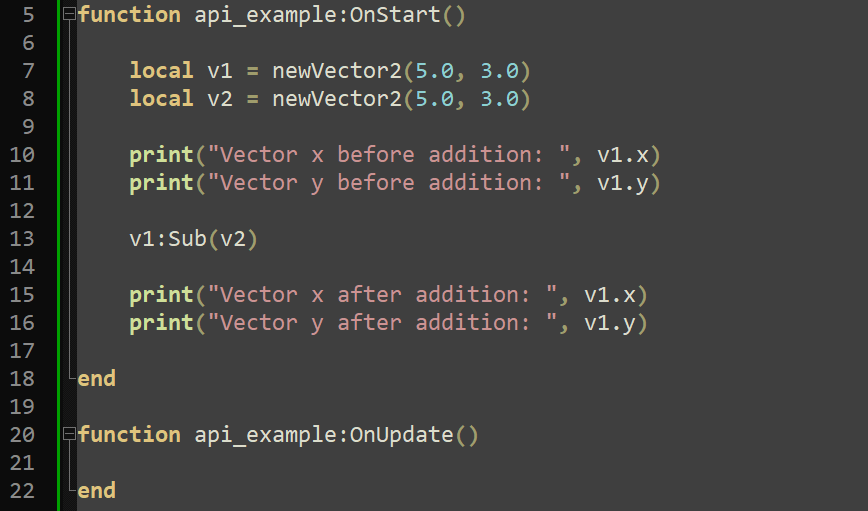 5 function api_example:OnStart()
6
7 local v1 = newVector2(5.0, 3.0)
8 local v2 = newVector2(5.0, 3.0)
9
10 print("Vector x before addition: ", v1.x)
11 print("Vector y before addition: ", v1.y)
12
13 v1:Sub(v2)
14
15 print("Vector x after addition: ", v1.x)
16 print("Vector y after addition: ", v1.y)
17
18 end
19
20 function api_example:OnUpdate()
21
22 end